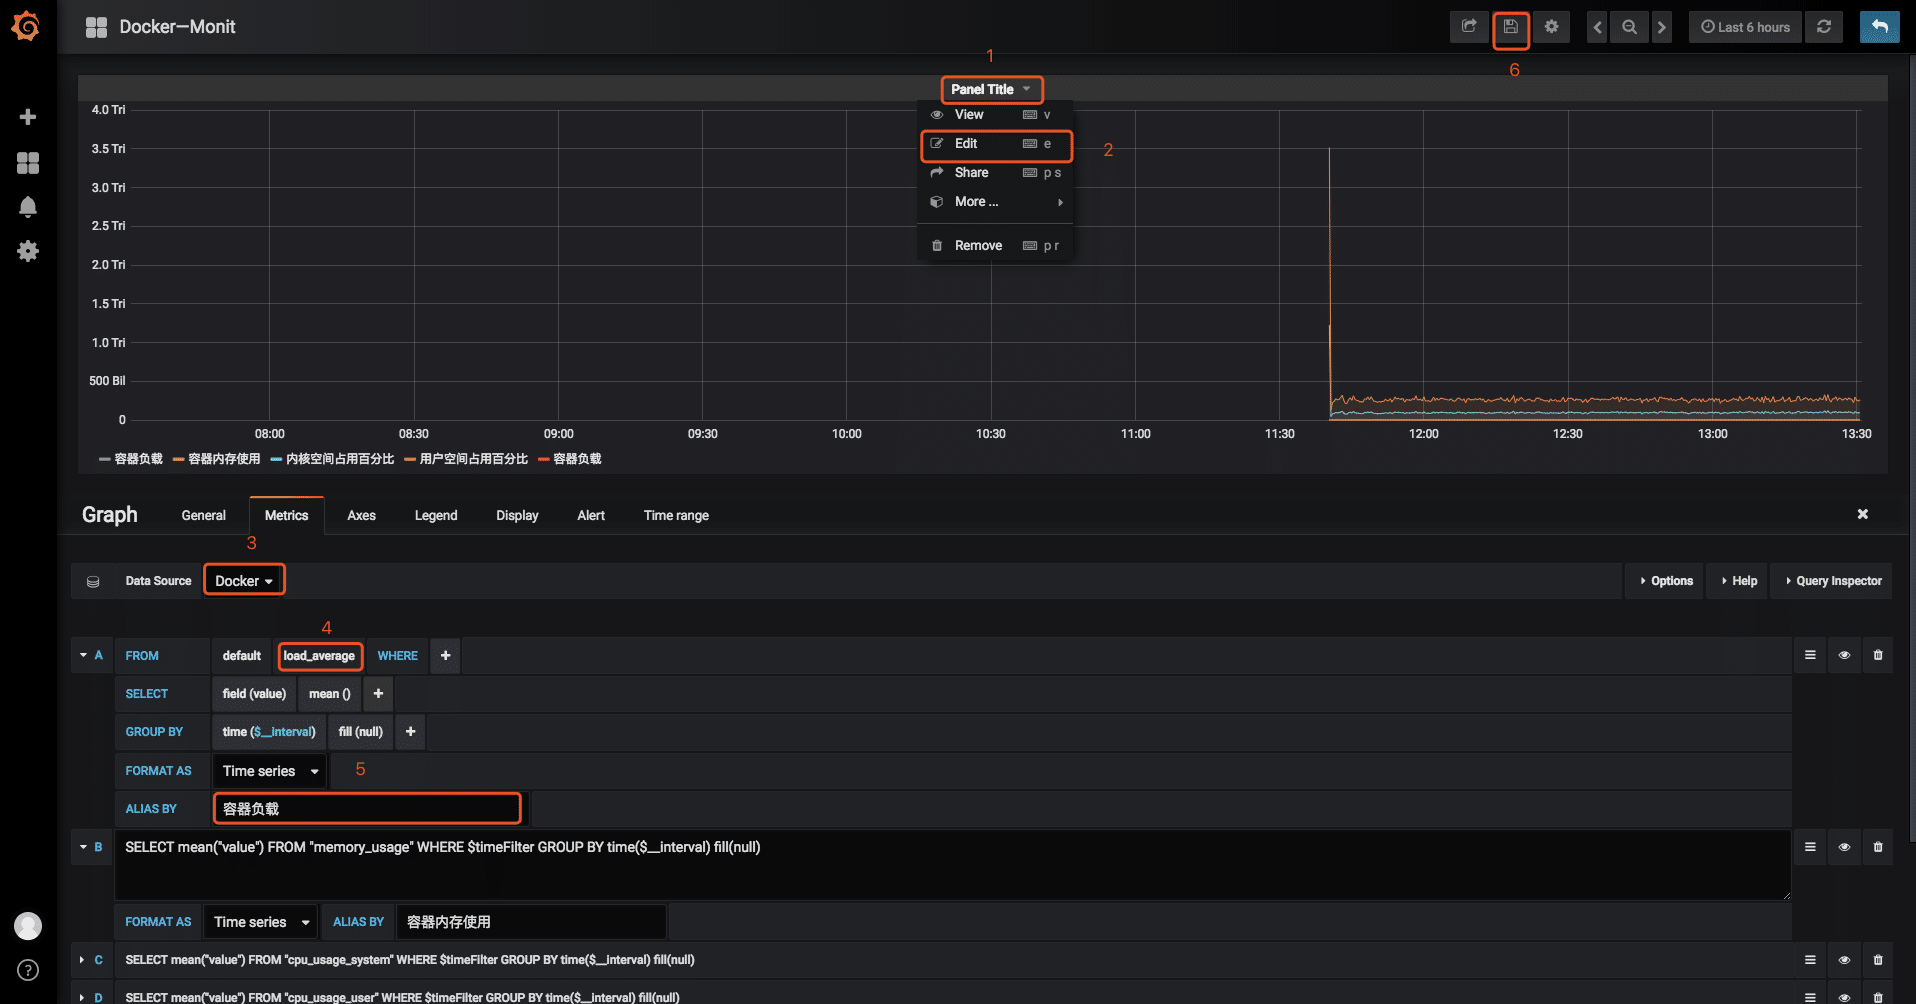 Docker—Monit
Last 6 hours
1
6
Panel Title
View v
Edit e
2
Share p s
More ...
Remove p r
4.0 Tri
3.5 Tri
3.0 Tri
2.5 Tri
2.0 Tri
1.5 Tri
1.0 Tri
500 Bil
0
08:00 08:30 09:00 09:30 10:00 10:30 11:00 11:30 12:00 12:30 13:00 13:30
容器负载 容器内存使用 内核空间占用百分比 用户空间占用百分比 容器负载
Graph General Metrics Axes Legend Display Alert Time range
3
Data Source Docker Options Help Query Inspector
4
A FROM default load_average WHERE +
SELECT field (value) mean () +
GROUP BY time ($__interval) fill (null) +
FORMAT AS Time series 5
ALIAS BY 容器负载
B SELECT mean("value") FROM "memory_usage" WHERE $timeFilter GROUP BY time($__interval) fill(null)
FORMAT AS Time series ALIAS BY 容器内存使用
C SELECT mean("value") FROM "cpu_usage_system" WHERE $timeFilter GROUP BY time($__interval) fill(null)
D SELECT mean("value") FROM "cpu_usage_user" WHERE $timeFilter GROUP BY time($__interval) fill(null)